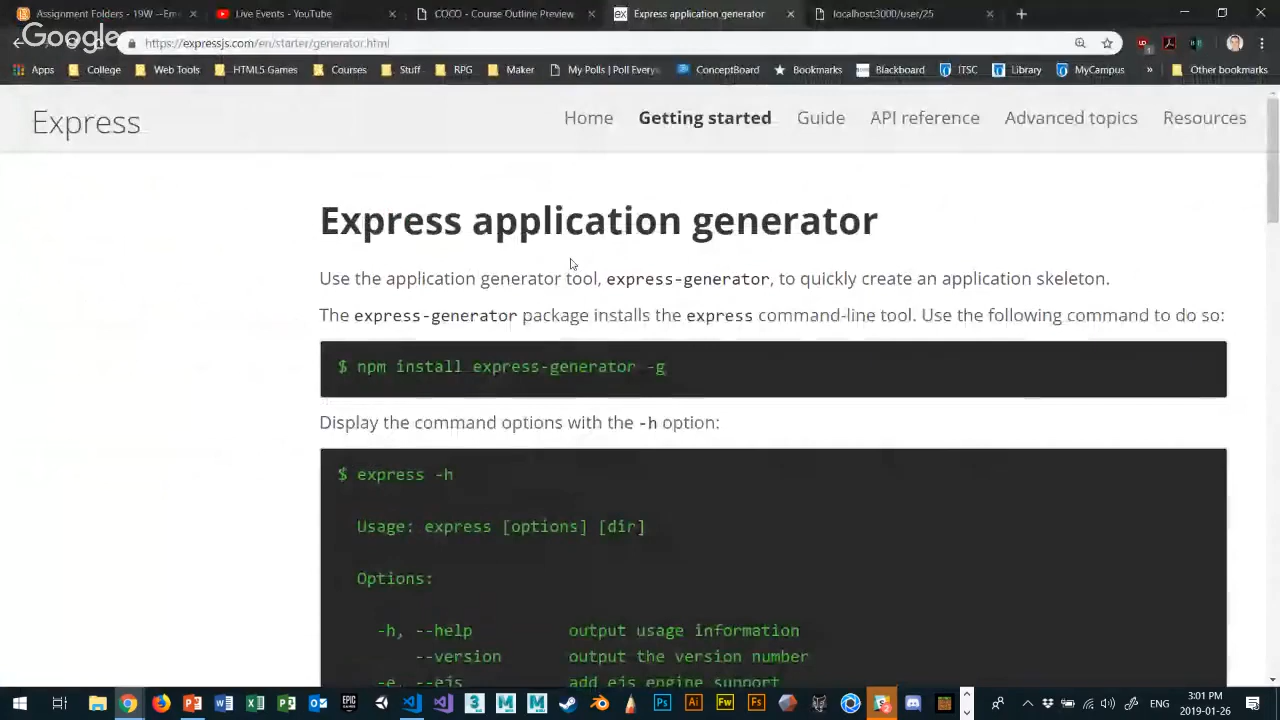 Assignment Folders - 19W --Em
Live Events - YouTube
COCO - Course Outline Preview
Express application generator
localhost:3000/user/25
Google
https://expressjs.com/en/starter/generator.html
Apps
College
Web Tools
HTML5 Games
Courses
Stuff
RPG
Maker
My Polls | Poll Every
ConceptBoard
Bookmarks
Blackboard
ITSC
Library
MyCampus
»
Other bookmarks
Express
Home
Getting started
Guide
API reference
Advanced topics
Resources
Express application generator
Use the application generator tool, express-generator, to quickly create an application skeleton.
The express-generator package installs the express command-line tool. Use the following command to do so:
$ npm install express-generator -g
Display the command options with the -h option:
$ express -h
Usage: express [options] [dir]
Options:
-h, --help output usage information
--version output the version number
-e, --ejs add ejs engine support
ENG
3:01 PM
2019-01-26